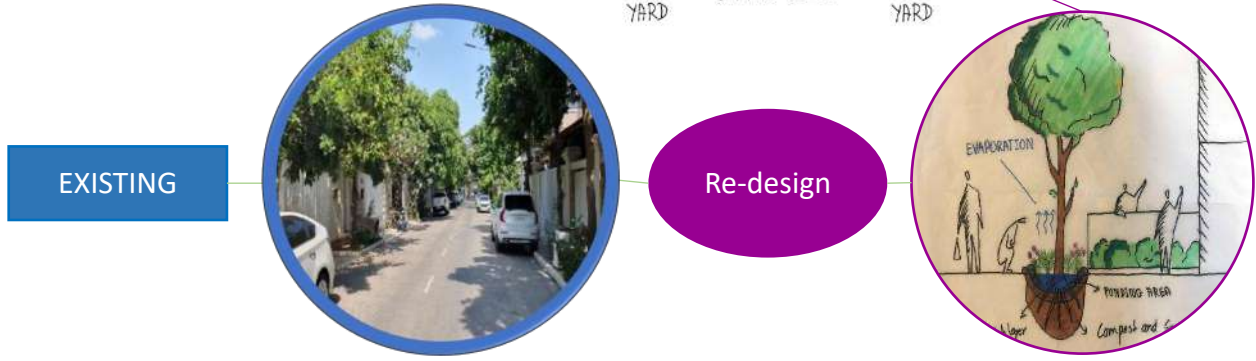 YARD
YARD
EXISTING
Re-design
EVAPORATION
PONDING AREA
Compost and